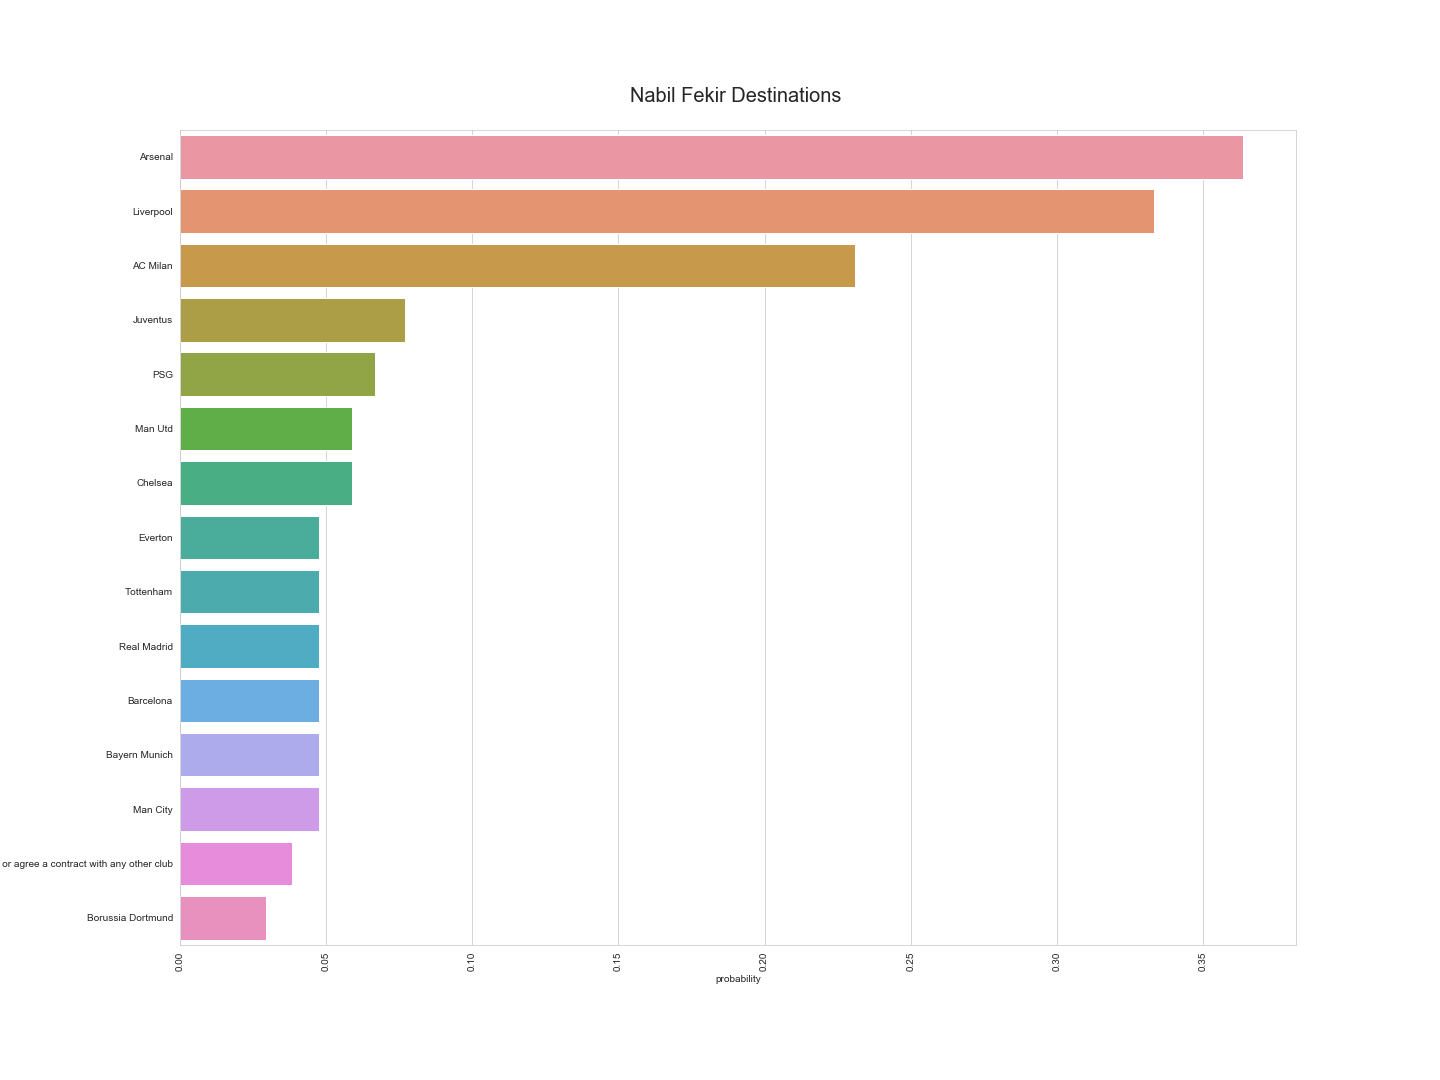 Nabil Fekir Destinations
Arsenal
Liverpool
AC Milan
Juventus
PSG
Man Utd
Chelsea
Everton
Tottenham
Real Madrid
Barcelona
Bayern Munich
Man City
or agree a contract with any other club
Borussia Dortmund
0.00
0.05
0.10
0.15
0.20
0.25
0.30
0.35
probability